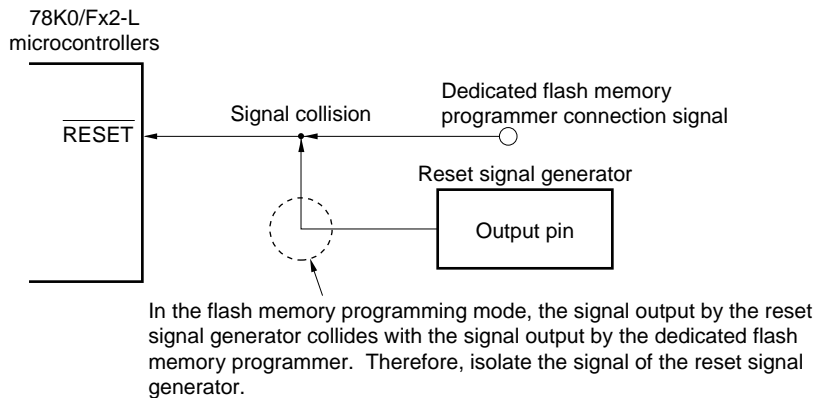 78K0/Fx2-L
microcontrollers
Dedicated flash memory
programmer connection signal
Signal collision
RESET
Reset signal generator
Output pin
In the flash memory programming mode, the signal output by the reset
signal generator collides with the signal output by the dedicated flash
memory programmer.  Therefore, isolate the signal of the reset signal
generator.